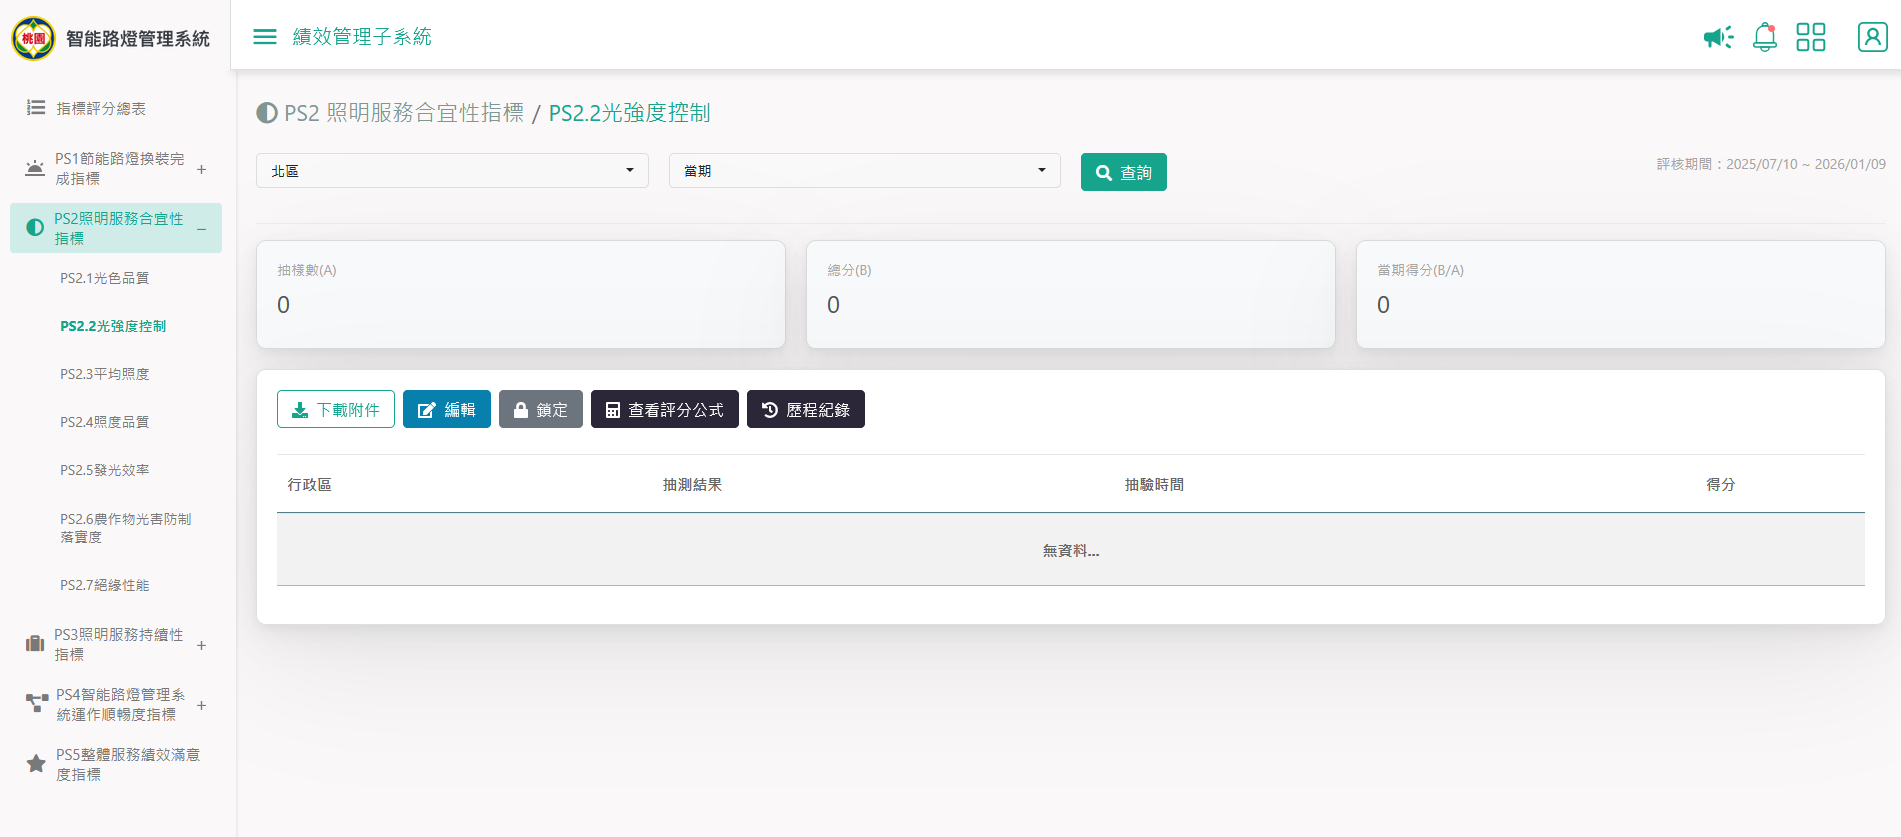 桃園
智能路燈管理系統
績效管理子系統
指標評分總表
PS1節能路燈換裝完
成指標
+
PS2照明服務合宜性
指標
–
PS2.1光色品質
PS2.2光強度控制
PS2.3平均照度
PS2.4照度品質
PS2.5發光效率
PS2.6農作物光害防制
落實度
PS2.7絕緣性能
PS3照明服務持續性
指標
+
PS4智能路燈管理系
統運作順暢度指標
+
PS5整體服務績效滿意
度指標
PS2 照明服務合宜性指標 / PS2.2光強度控制
北區
當期
查詢
評核期間：2025/07/10 ~ 2026/01/09
抽樣數(A)
0
總分(B)
0
當期得分(B/A)
0
下載附件
編輯
鎖定
查看評分公式
歷程紀錄
行政區 抽測結果 抽驗時間 得分
無資料...